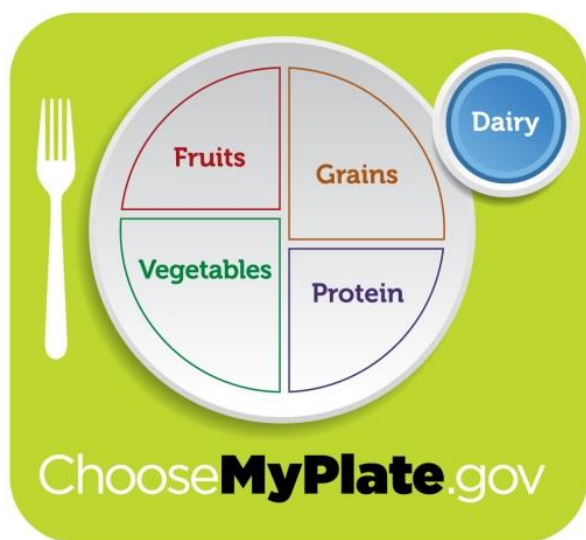 Dairy
Fruits
Grains
Vegetables
Protein
ChooseMyPlate.gov